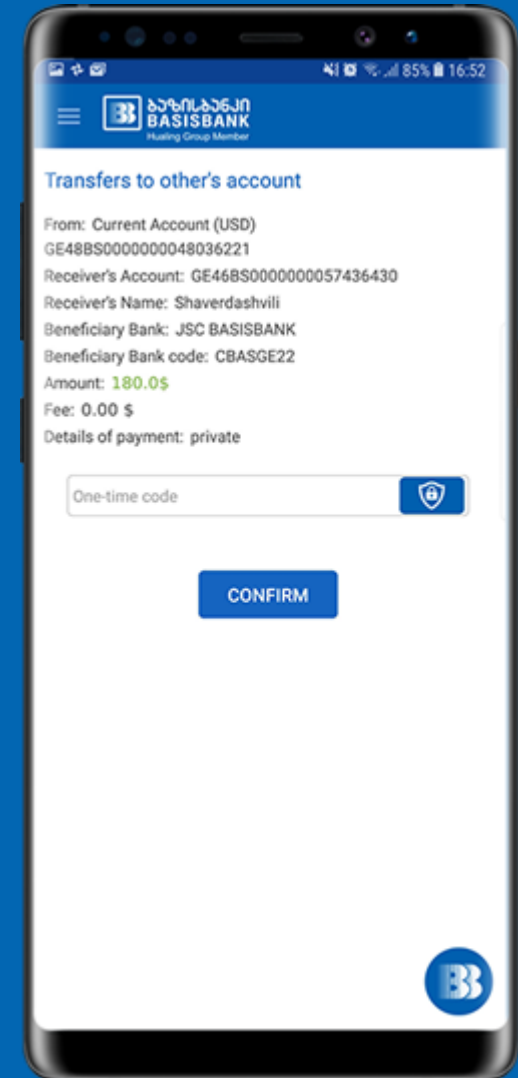 85% 16:52
ᲑᲐᲖᲘᲡᲑᲐᲜᲙᲘ
BASISBANK
Hualing Group Member
Transfers to other's account
From: Current Account (USD)
GE48BS0000000048036221
Receiver's Account: GE46BS0000000057436430
Receiver's Name: Shaverdashvili
Beneficiary Bank: JSC BASISBANK
Beneficiary Bank code: CBASGE22
Amount: 180.0$
Fee: 0.00 $
Details of payment: private
One-time code
CONFIRM